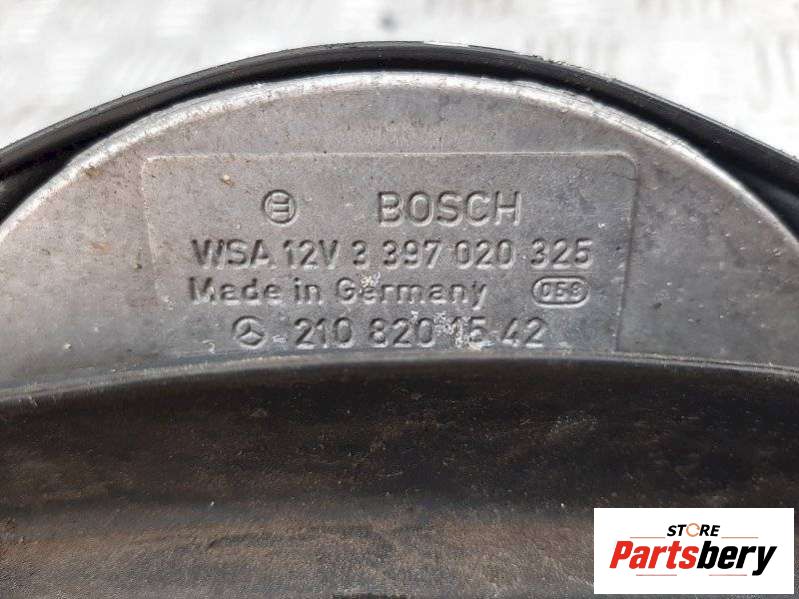 BOSCH
WSA 12V 3 397 020 325
Made in Germany 059
210 820 15 42
STORE
Partsbery